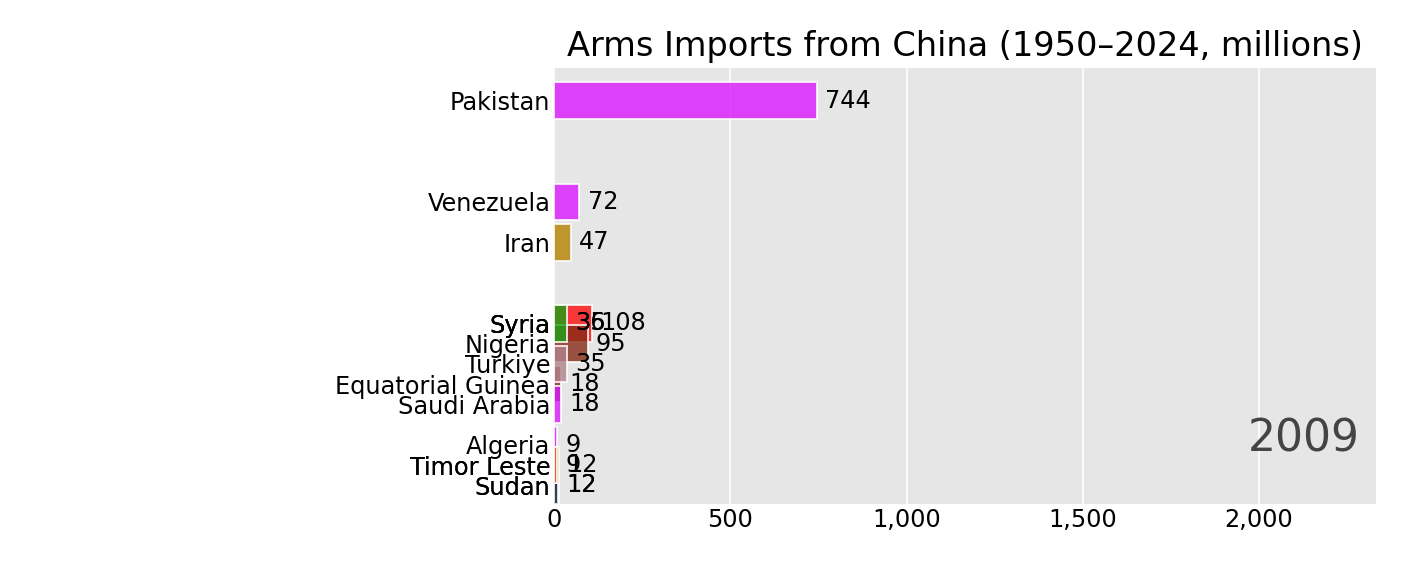 Arms Imports from China (1950–2024, millions)
Pakistan 744
Venezuela 72
Iran 47
Syria 36 108
Nigeria 95
Türkiye 35
Equatorial Guinea 18
Saudi Arabia 18
Algeria 9
Timor Leste 12
Sudan 12
2009
0 500 1,000 1,500 2,000